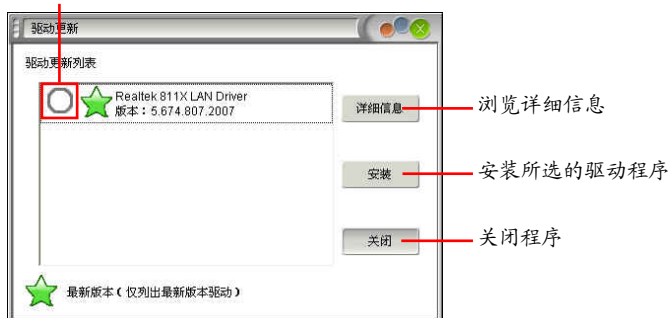 驱动更新
驱动更新列表
Realtek 811X LAN Driver
版本：5.674.807.2007
详细信息
浏览详细信息
安装
安装所选的驱动程序
关闭
关闭程序
最新版本（仅列出最新版本驱动）